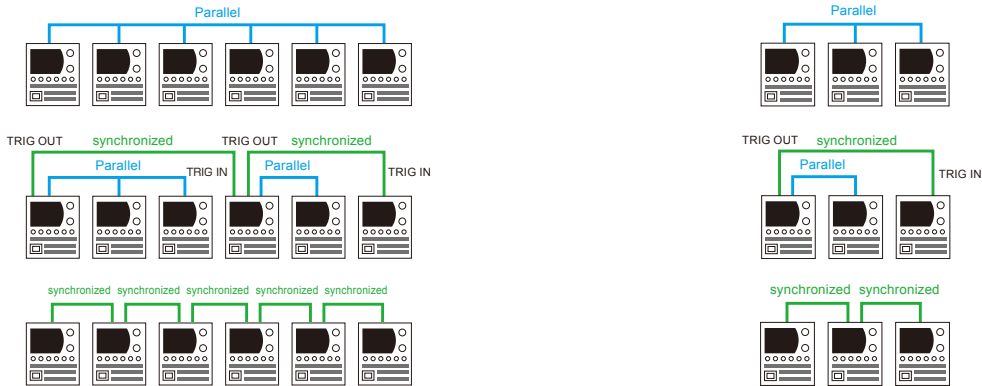 Parallel
Parallel
TRIG OUT synchronized TRIG OUT synchronized
Parallel TRIG IN Parallel TRIG IN
TRIG OUT synchronized
Parallel TRIG IN
synchronized synchronized synchronized synchronized synchronized
synchronized synchronized